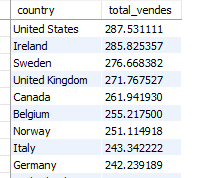 country total_vendes
United States 287.531111
Ireland 285.825357
Sweden 276.668382
United Kingdom 271.767527
Canada 261.941930
Belgium 255.217500
Norway 251.114918
Italy 243.342222
Germany 242.239189